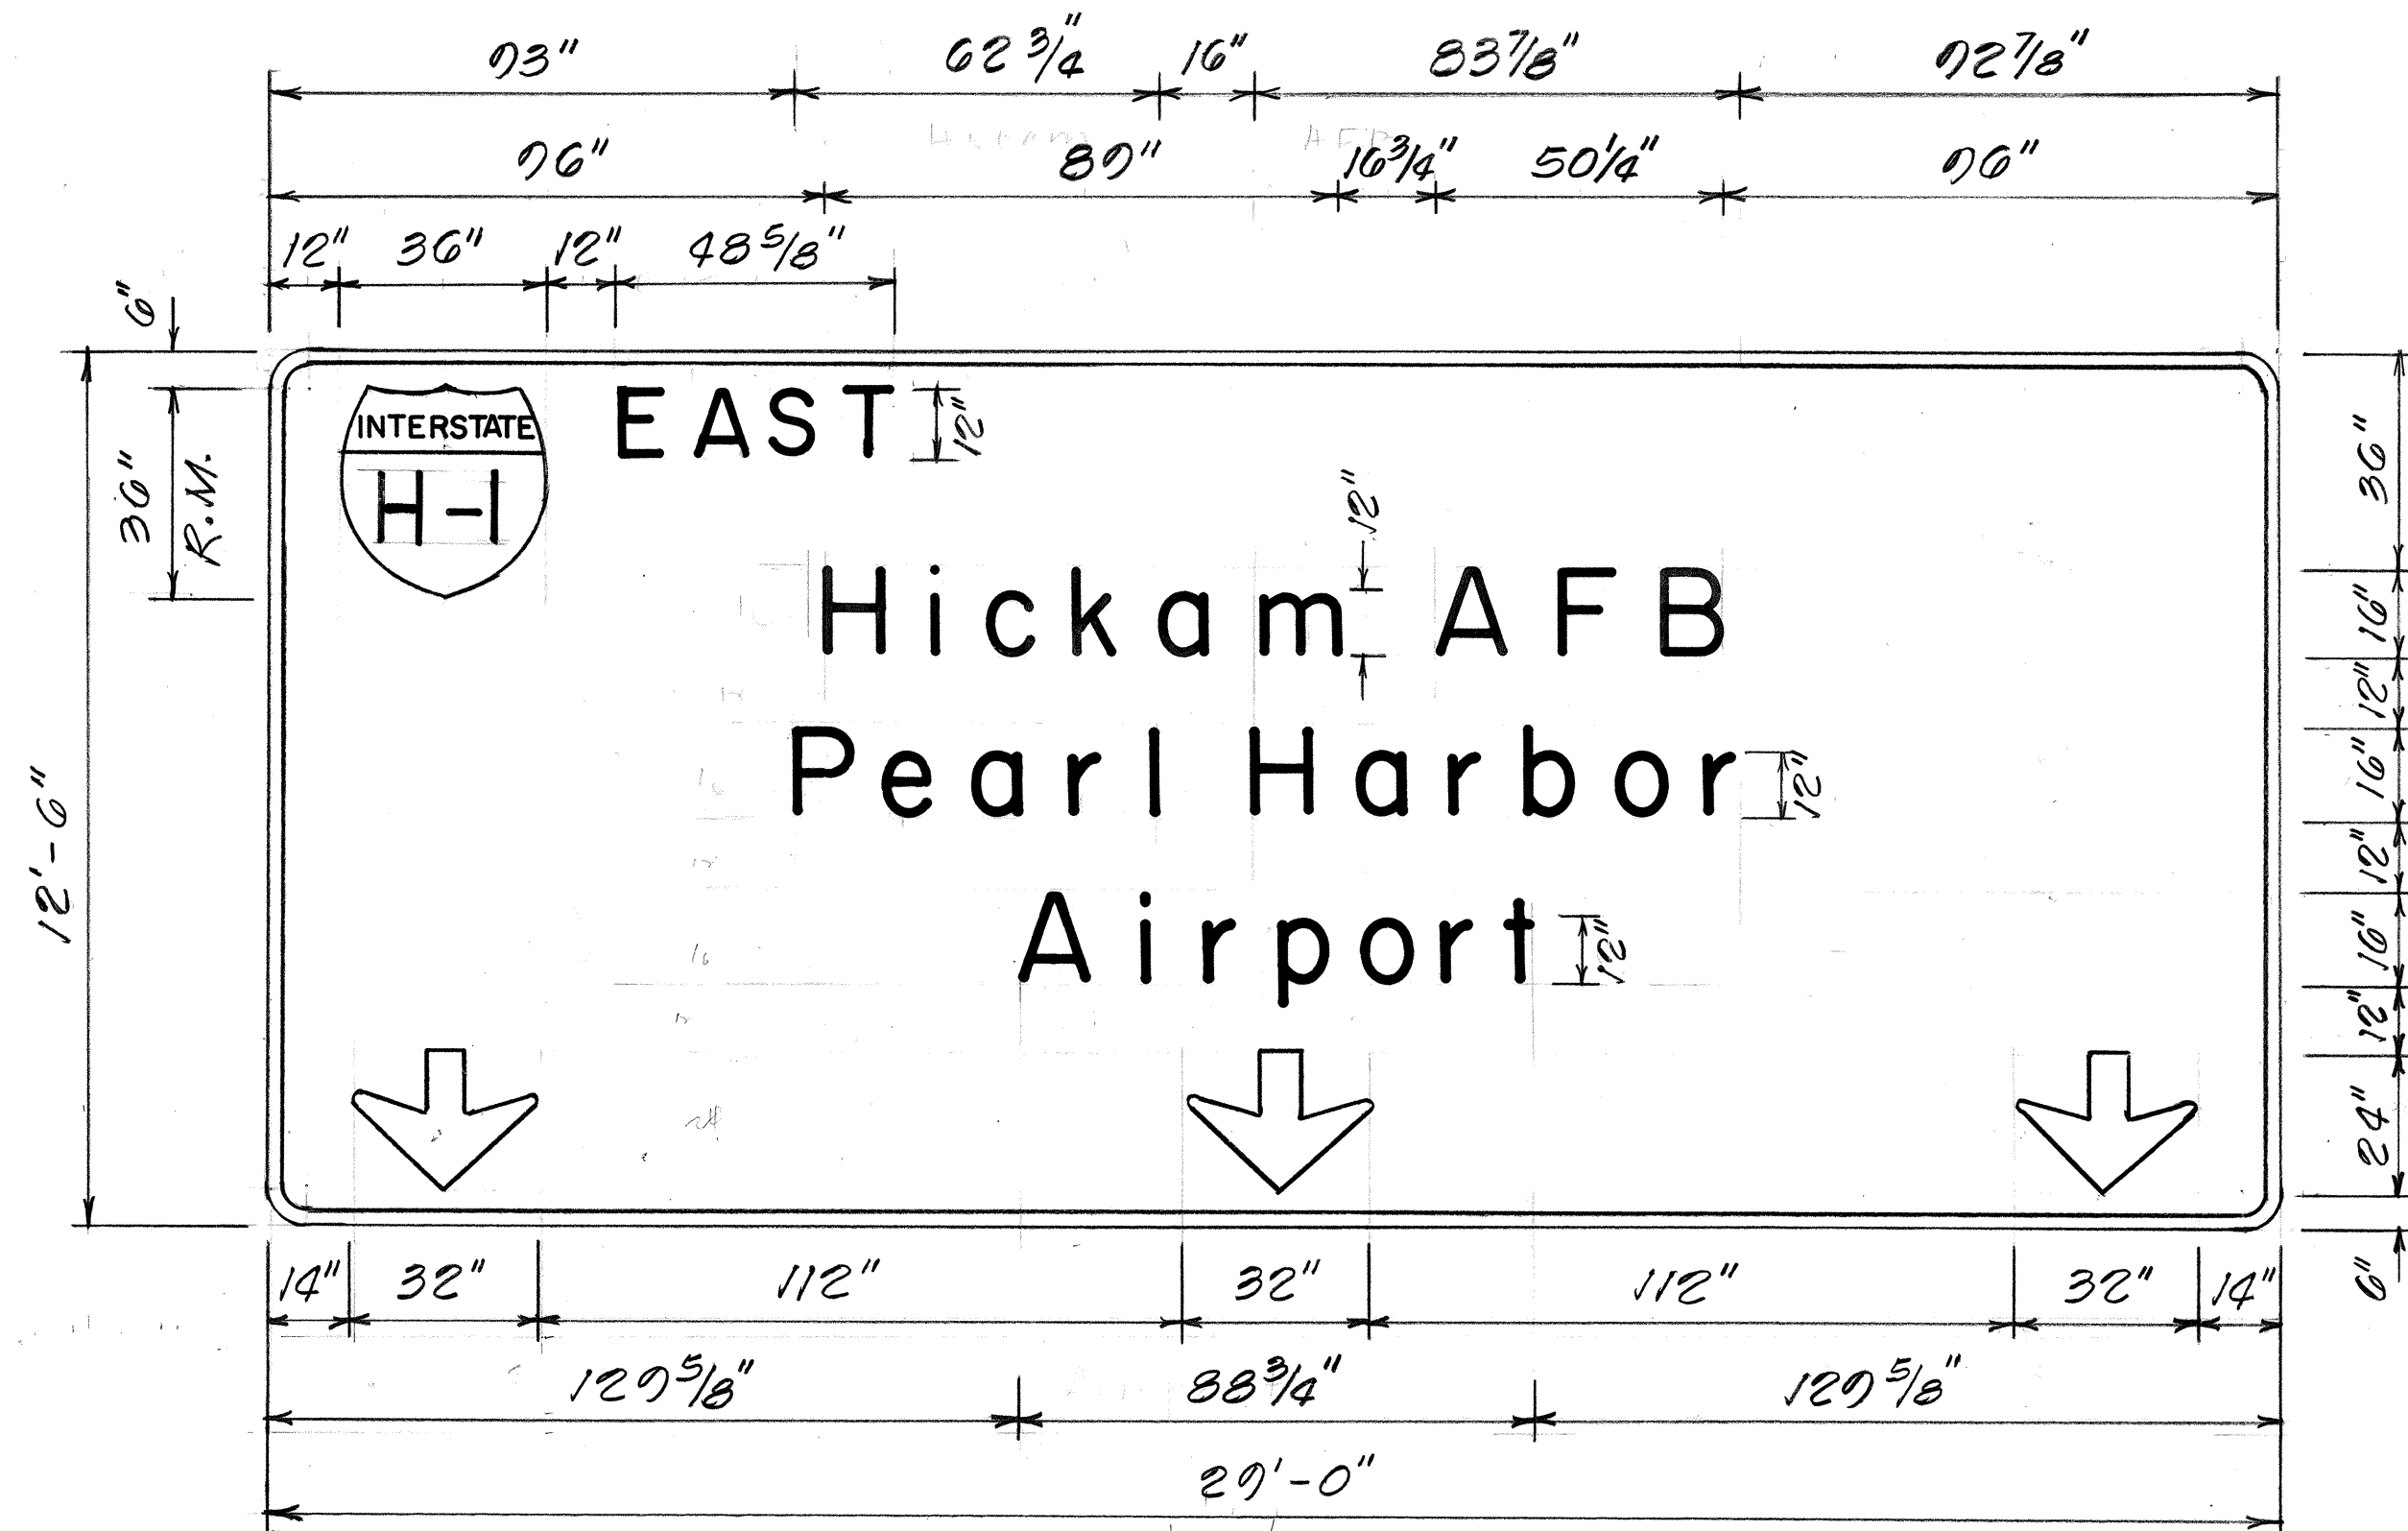 93" 62 3/4" 16" 83 7/8" 92 7/8"
96" 89" 16 3/4" 50 1/4" 96"
12" 36" 12" 48 5/8"
6"
36"
R.M.
12'-6"
INTERSTATE
H-1
EAST 12"
12"
Hickam AFB
Pearl Harbor 12"
Airport 12"
36"
16"
12"
16"
12"
16"
12"
24"
6"
14" 32" 112" 32" 112" 32" 14"
129 5/8" 88 3/4" 129 5/8"
29'-0"